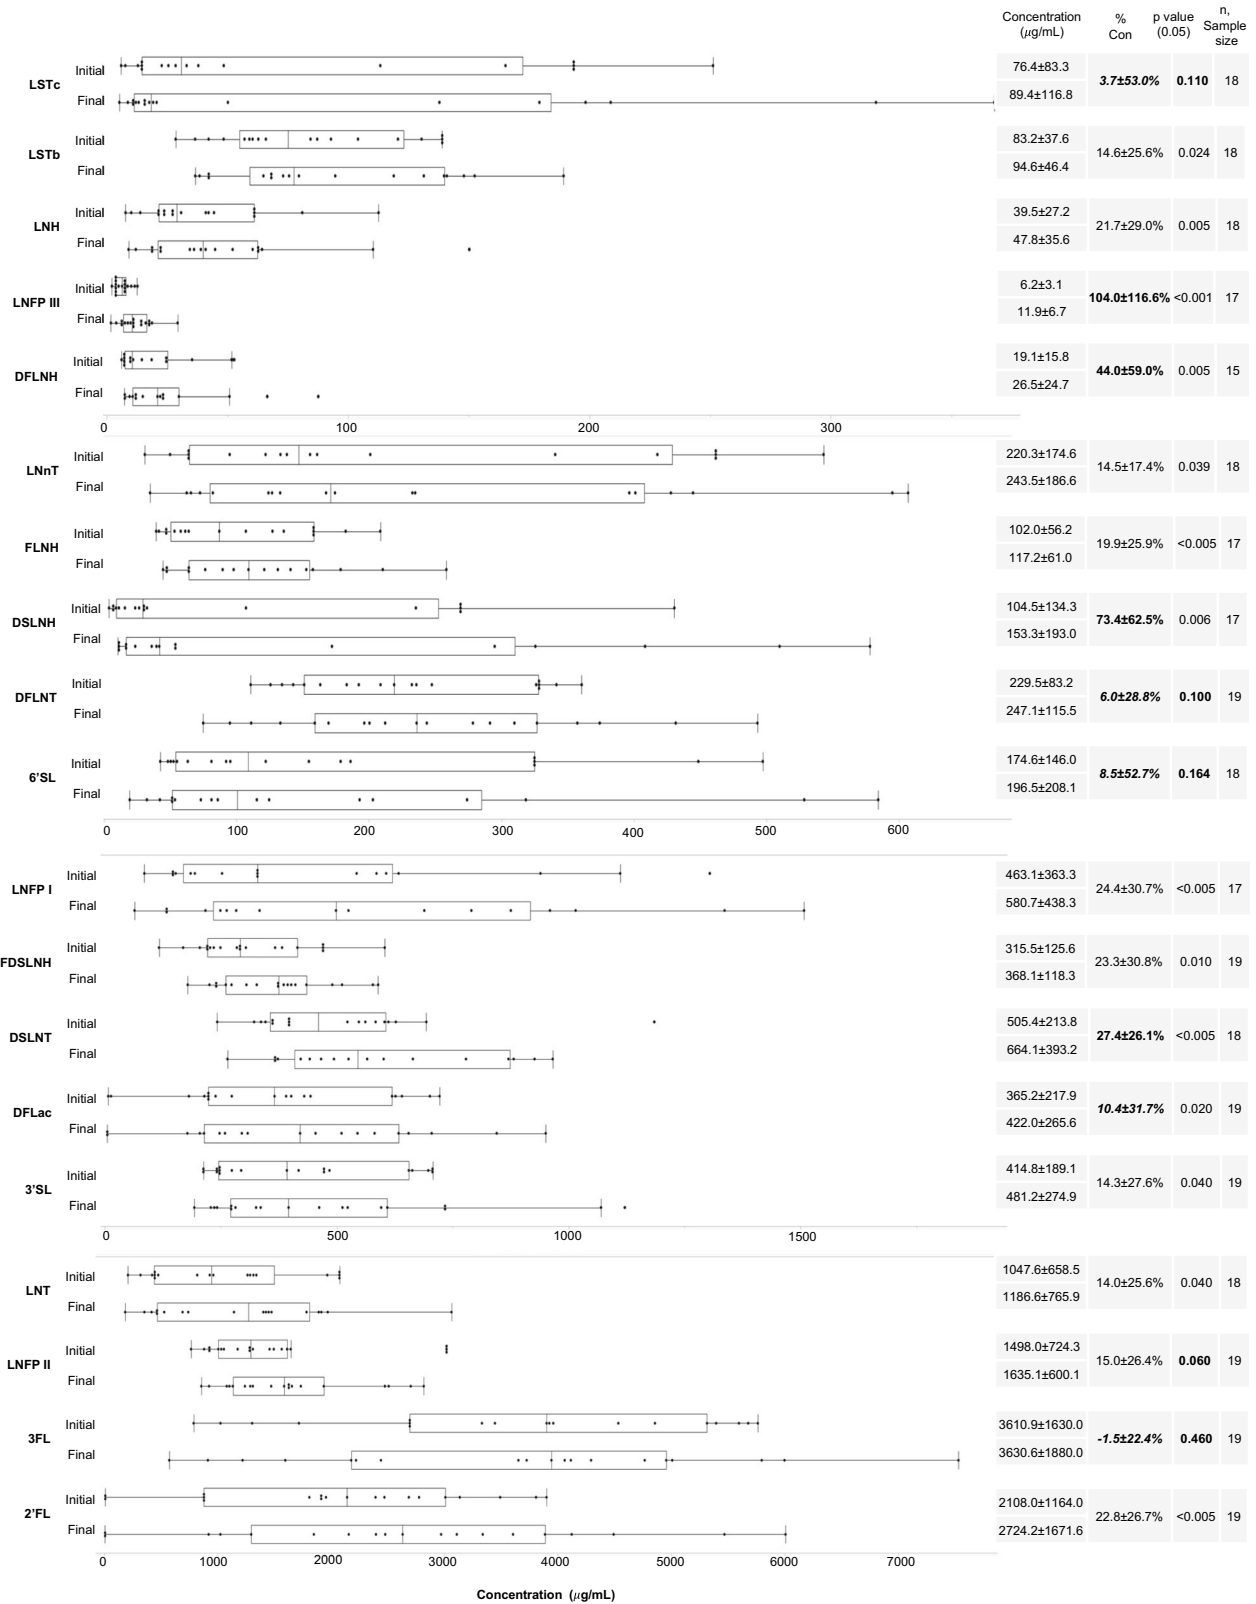 Concentration (μg/mL) % Con p value (0.05) n, Sample size
LSTc
Initial 76.4±83.3
Final 89.4±116.8
3.7±53.0% 0.110 18
LSTb
Initial 83.2±37.6
Final 94.6±46.4
14.6±25.6% 0.024 18
LNH
Initial 39.5±27.2
Final 47.8±35.6
21.7±29.0% 0.005 18
LNFP III
Initial 6.2±3.1
Final 11.9±6.7
104.0±116.6% <0.001 17
DFLNH
Initial 19.1±15.8
Final 26.5±24.7
44.0±59.0% 0.005 15
0 100 200 300
LNnT
Initial 220.3±174.6
Final 243.5±186.6
14.5±17.4% 0.039 18
FLNH
Initial 102.0±56.2
Final 117.2±61.0
19.9±25.9% <0.005 17
DSLNH
Initial 104.5±134.3
Final 153.3±193.0
73.4±62.5% 0.006 17
DFLNT
Initial 229.5±83.2
Final 247.1±115.5
6.0±28.8% 0.100 19
6'SL
Initial 174.6±146.0
Final 196.5±208.1
8.5±52.7% 0.164 18
0 100 200 300 400 500 600
LNFP I
Initial 463.1±363.3
Final 580.7±438.3
24.4±30.7% <0.005 17
FDSLNH
Initial 315.5±125.6
Final 368.1±118.3
23.3±30.8% 0.010 19
DSLNT
Initial 505.4±213.8
Final 664.1±393.2
27.4±26.1% <0.005 18
DFLac
Initial 365.2±217.9
Final 422.0±265.6
10.4±31.7% 0.020 19
3'SL
Initial 414.8±189.1
Final 481.2±274.9
14.3±27.6% 0.040 19
0 500 1000 1500
LNT
Initial 1047.6±658.5
Final 1186.6±765.9
14.0±25.6% 0.040 18
LNFP II
Initial 1498.0±724.3
Final 1635.1±600.1
15.0±26.4% 0.060 19
3FL
Initial 3610.9±1630.0
Final 3630.6±1880.0
-1.5±22.4% 0.460 19
2'FL
Initial 2108.0±1164.0
Final 2724.2±1671.6
22.8±26.7% <0.005 19
0 1000 2000 3000 4000 5000 6000 7000
Concentration (μg/mL)